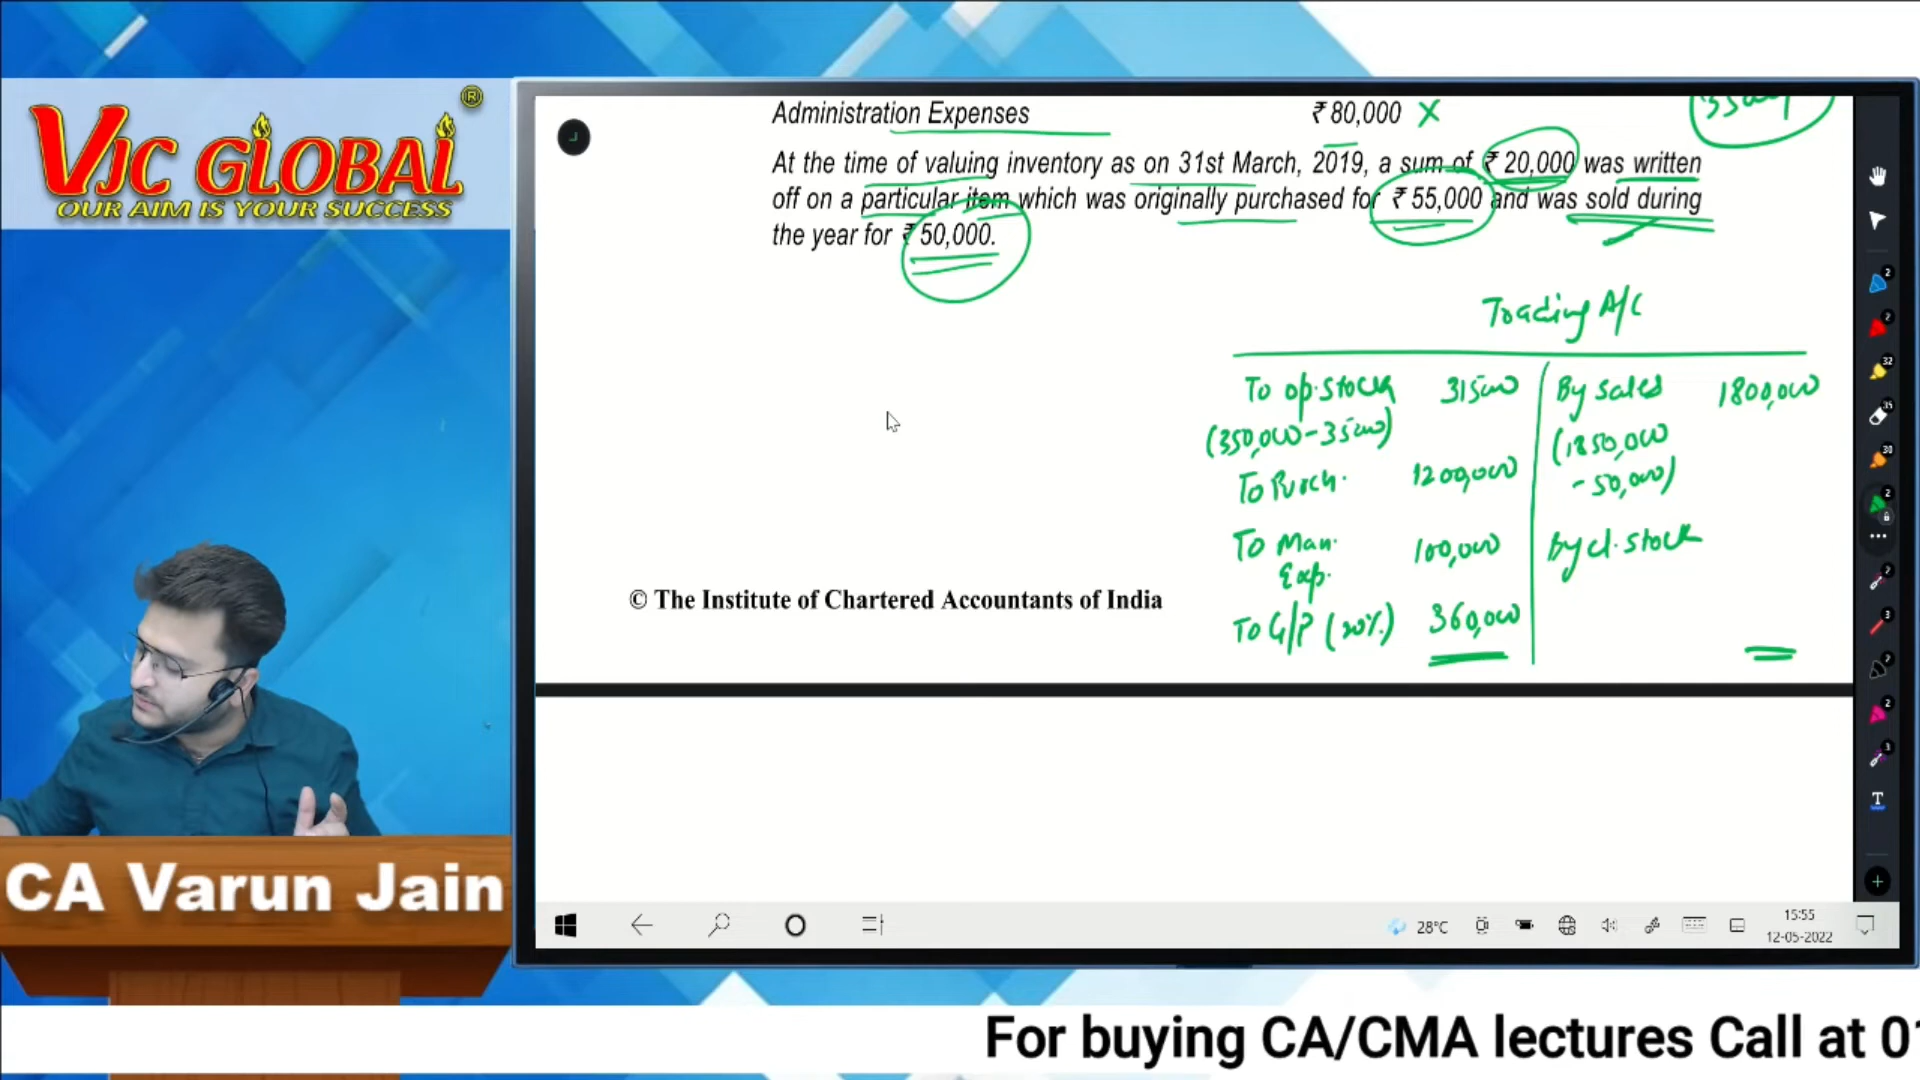 VJC GLOBAL ®
OUR AIM IS YOUR SUCCESS
Administration Expenses ₹ 80,000 X
At the time of valuing inventory as on 31st March, 2019, a sum of ₹ 20,000 was written
off on a particular item which was originally purchased for ₹ 55,000 and was sold during
the year for ₹ 50,000.
Trading A/C
To op. stock 315000 By Sales 1800,000
(350,000-35000) (1850,000
To Purch. 1200,000 - 50,000)
To Man. 100,000 By cl. stock
Exp.
To G/P (20%) 360,000
© The Institute of Chartered Accountants of India
CA Varun Jain
28°C
15:55
12-05-2022
For buying CA/CMA lectures Call at 01